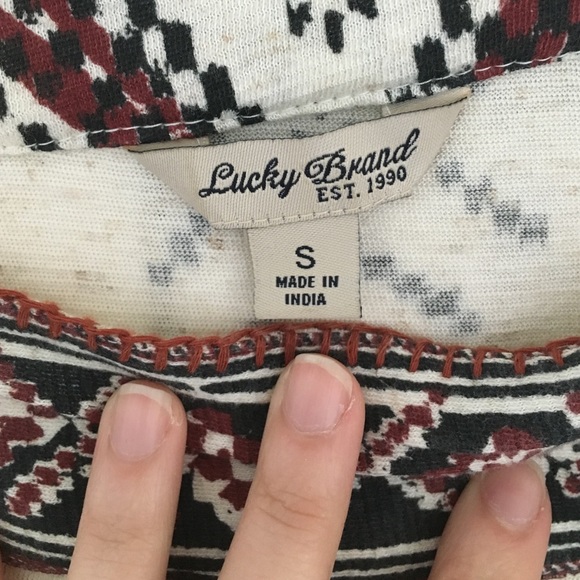 Lucky Brand
EST. 1990
S
MADE IN
INDIA